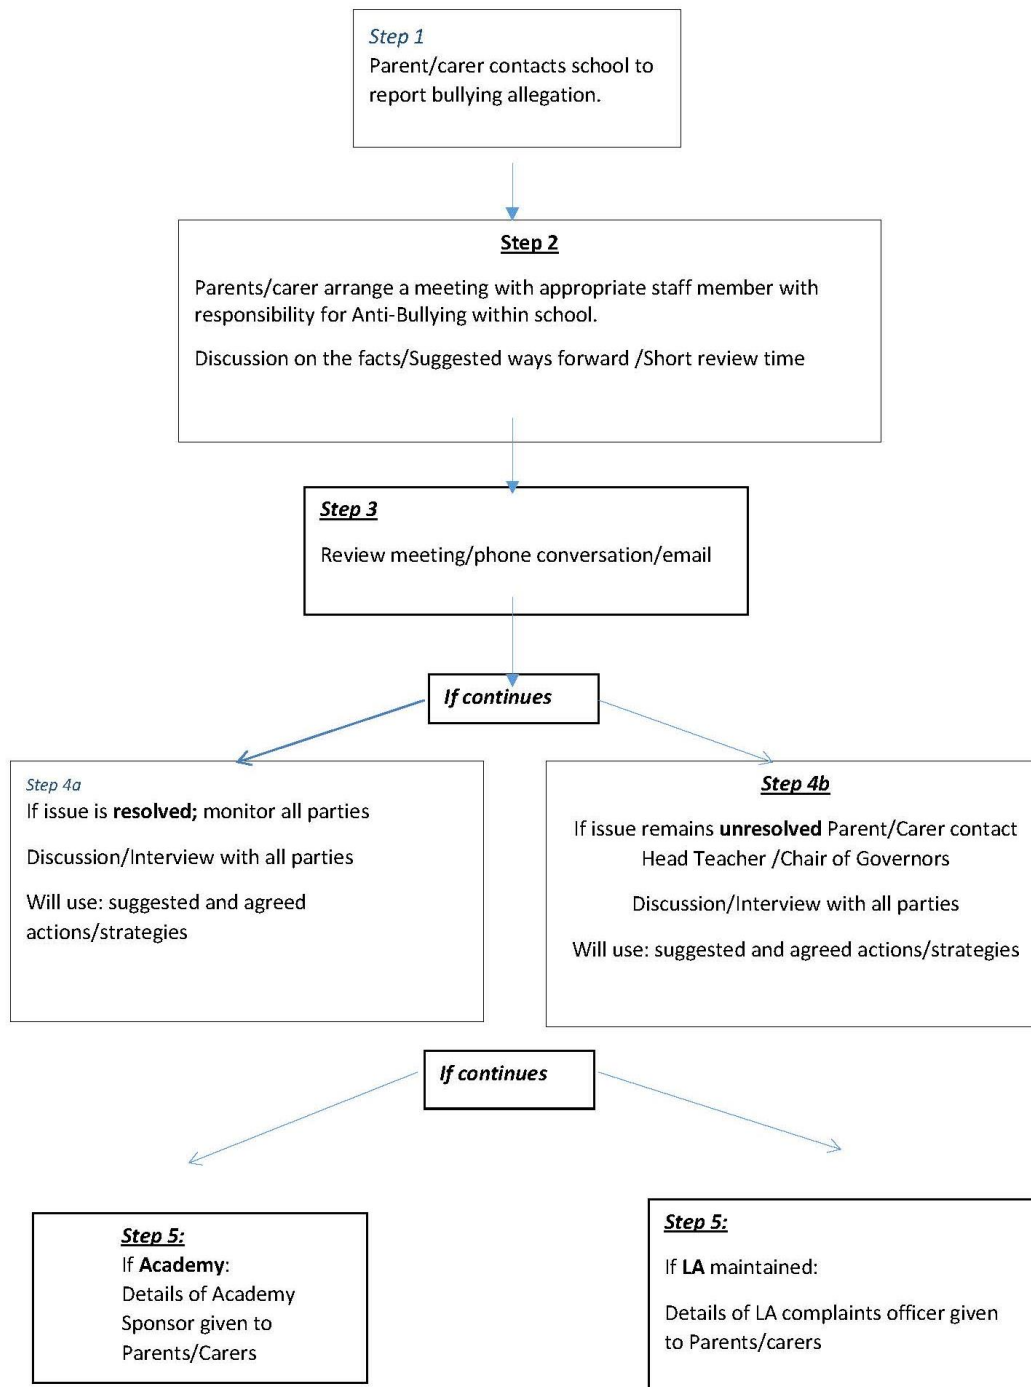 Step 1
Parent/carer contacts school to
report bullying allegation.
Step 2
Parents/carer arrange a meeting with appropriate staff member with
responsibility for Anti-Bullying within school.
Discussion on the facts/Suggested ways forward /Short review time
Step 3
Review meeting/phone conversation/email
If continues
Step 4a
If issue is resolved; monitor all parties
Discussion/Interview with all parties
Will use: suggested and agreed
actions/strategies
Step 4b
If issue remains unresolved Parent/Carer contact
Head Teacher /Chair of Governors
Discussion/Interview with all parties
Will use: suggested and agreed actions/strategies
If continues
Step 5:
If Academy:
Details of Academy
Sponsor given to
Parents/Carers
Step 5:
If LA maintained:
Details of LA complaints officer given
to Parents/carers